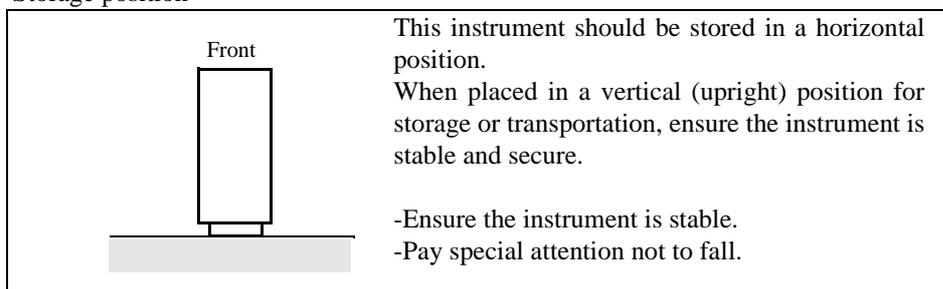 Storage position
Front
This instrument should be stored in a horizontal
position.
When placed in a vertical (upright) position for
storage or transportation, ensure the instrument is
stable and secure.
-Ensure the instrument is stable.
-Pay special attention not to fall.